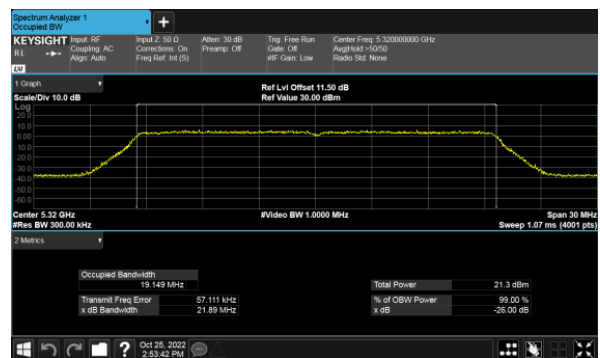 Spectrum Analyzer 1
Occupied BW
KEYSIGHT Input: RF Input Z: 50 Ω Atten: 30 dB Trig: Free Run Center Freq: 5.320000000 GHz
R L Coupling: AC Corrections: On Preamp: Off Gate: Off Avg|Hold:>50/50
Align: Auto Freq Ref: Int (S) #IF Gain: Low Radio Std: None
LXI
1 Graph Ref Lvl Offset 11.50 dB
Scale/Div 10.0 dB Ref Value 30.00 dBm
Log
20.0
10.0
0.00
-10.0
-20.0
-30.0
-40.0
-50.0
-60.0
Center 5.32 GHz #Video BW 1.0000 MHz Span 30 MHz
#Res BW 300.00 kHz Sweep 1.07 ms (4001 pts)
2 Metrics
Occupied Bandwidth
19.149 MHz Total Power 21.3 dBm
Transmit Freq Error 57.111 kHz % of OBW Power 99.00 %
x dB Bandwidth 21.89 MHz x dB -26.00 dB
Oct 25, 2022
2:53:42 PM